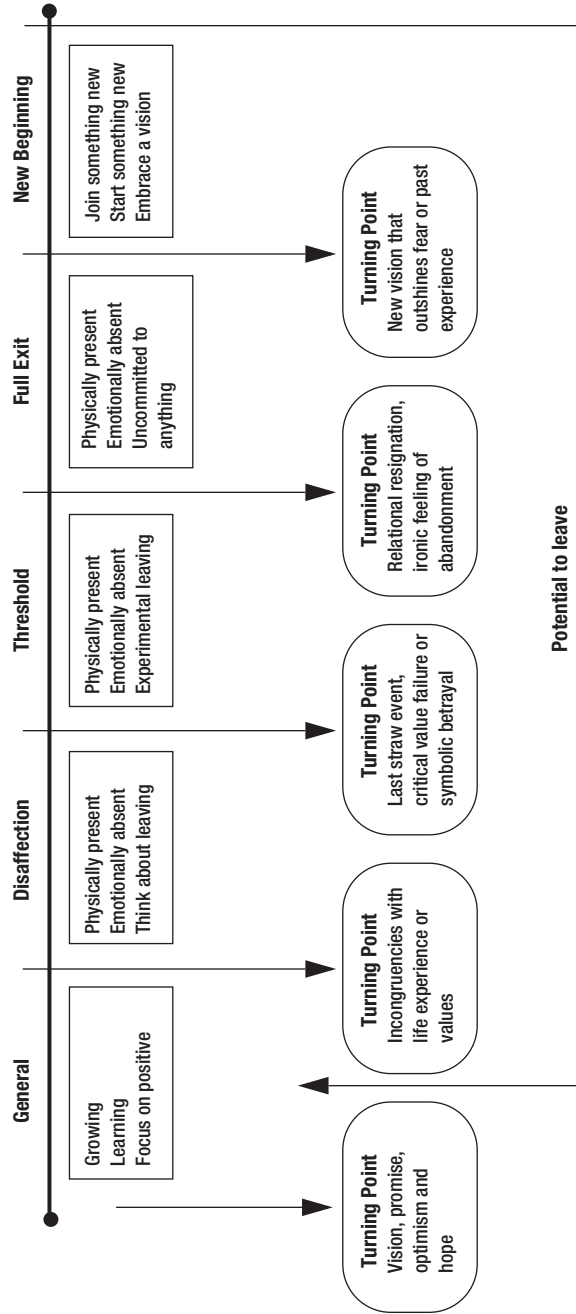 General
Disaffection
Threshold
Full Exit
New Beginning
Growing
Learning
Focus on positive
Physically present
Emotionally absent
Think about leaving
Physically present
Emotionally absent
Experimental leaving
Physically present
Emotionally absent
Uncommitted to
anything
Join something new
Start something new
Embrace a vision
Turning Point
Vision, promise,
optimism and
hope
Turning Point
Incongruencies with
life experience or
values
Turning Point
Last straw event,
critical value failure or
symbolic betrayal
Turning Point
Relational resignation,
ironic feeling of
abandonment
Turning Point
New vision that
outshines fear or past
experience
Potential to leave